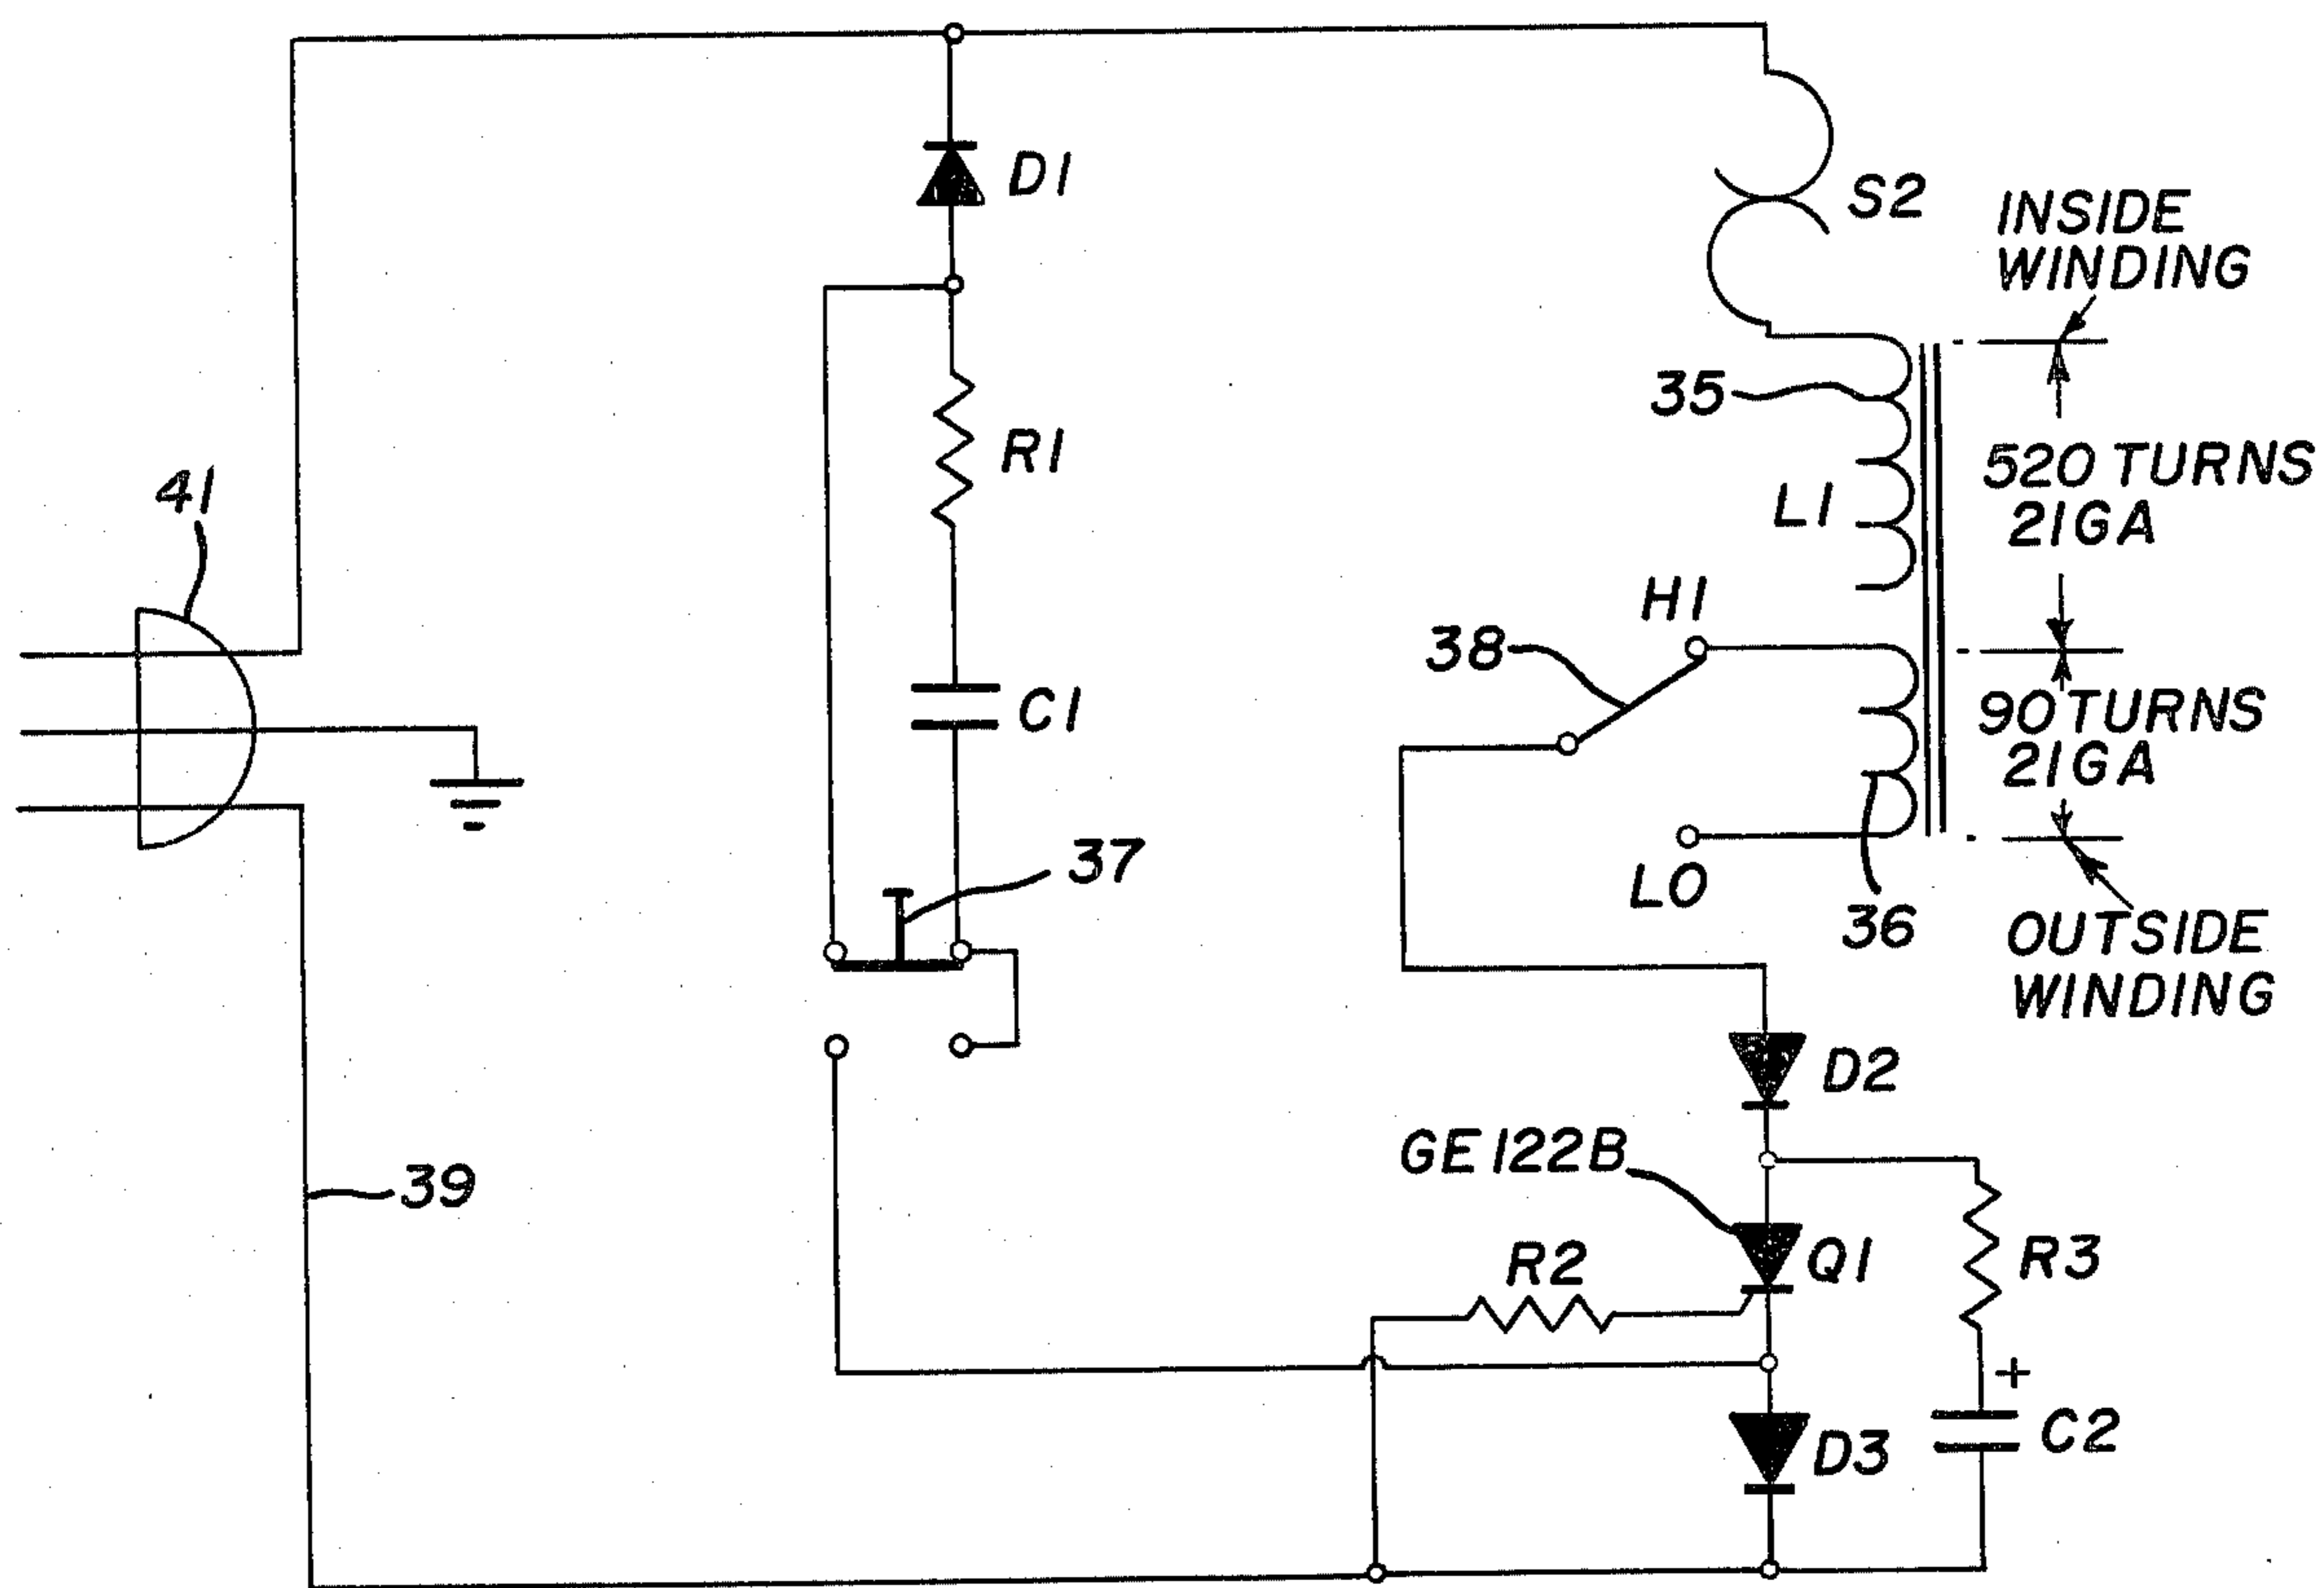 D1
S2
INSIDE
WINDING
35
R1
520 TURNS
21GA
41
L1
HI
38
90 TURNS
21GA
C1
37
LO
36
OUTSIDE
WINDING
D2
GE122B
39
R2
Q1
R3
+
C2
D3